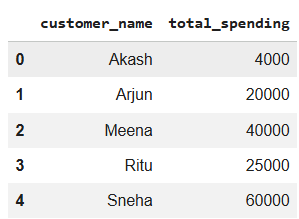 customer_name total_spending
0 Akash 4000
1 Arjun 20000
2 Meena 40000
3 Ritu 25000
4 Sneha 60000